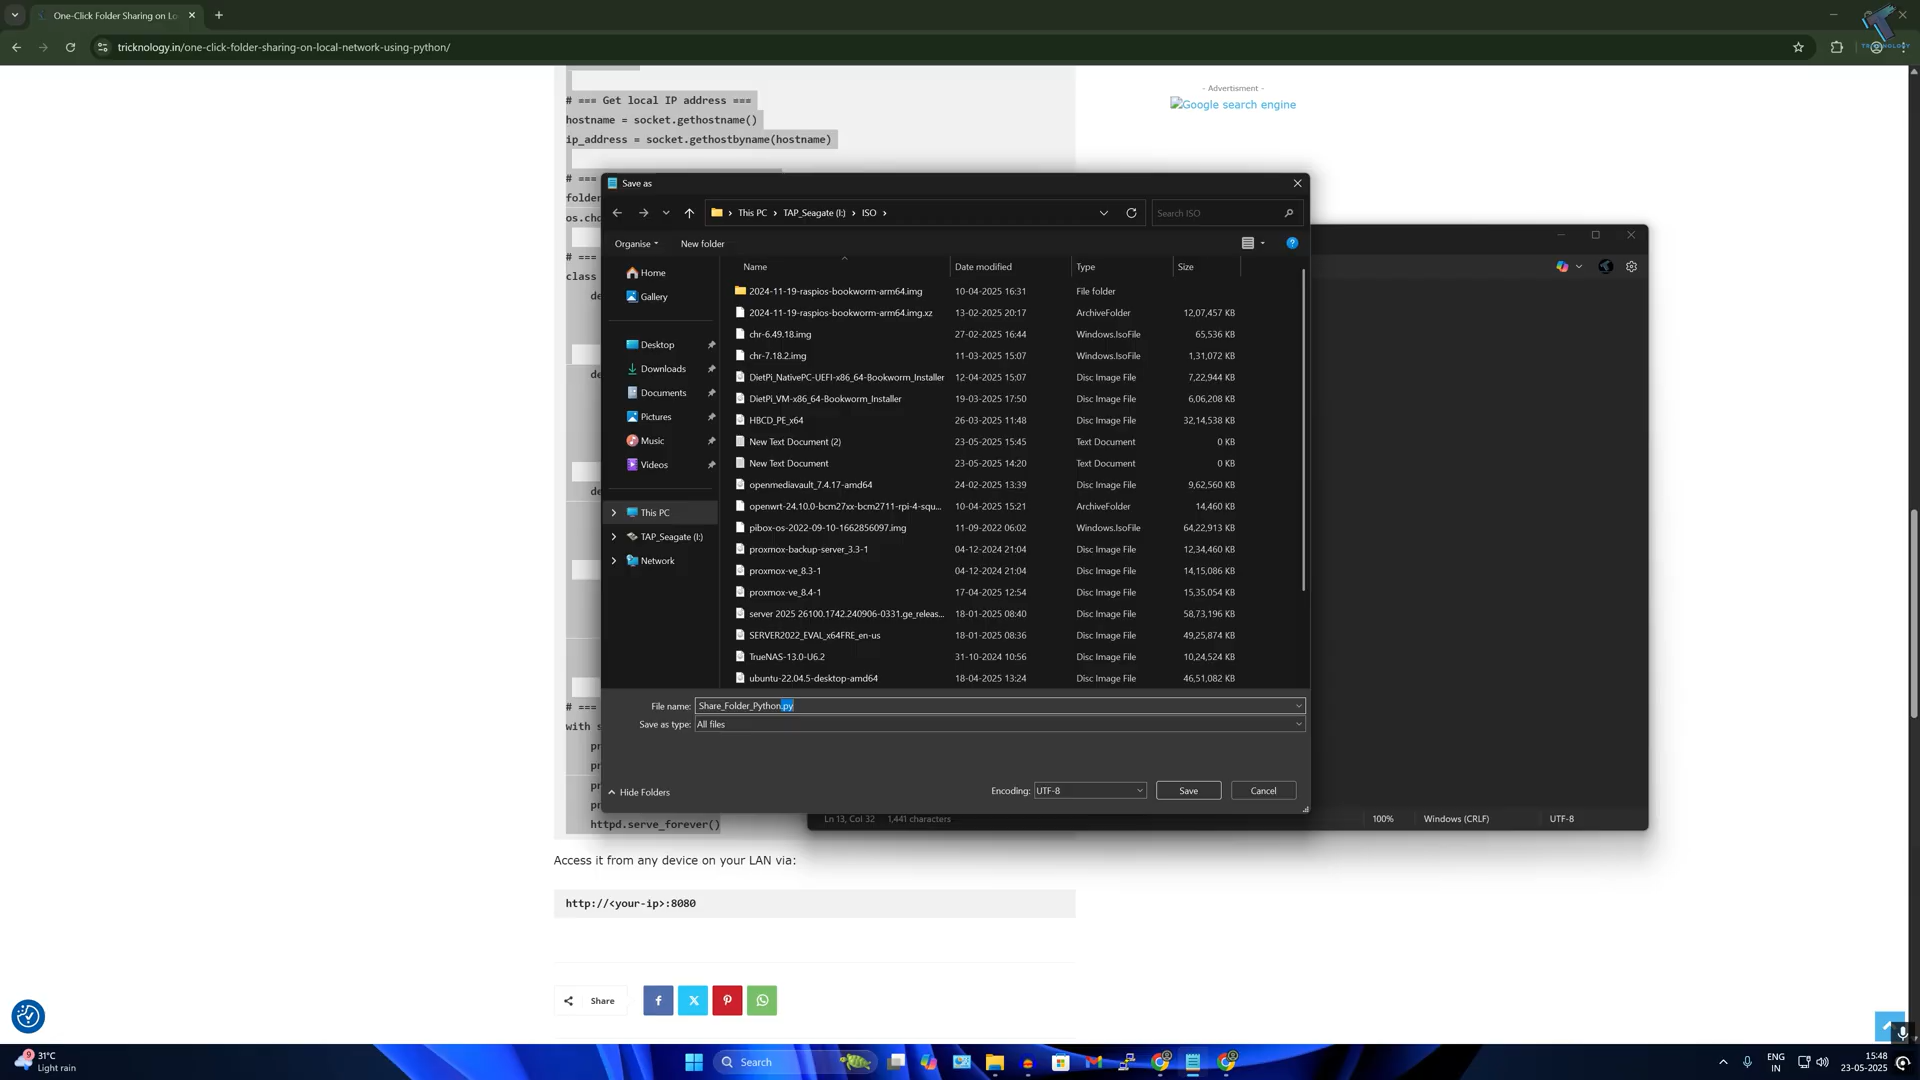 One-Click Folder Sharing on Lo
tricknology.in/one-click-folder-sharing-on-local-network-using-python/
TRICKNOLOGY
# === Get local IP address ===
hostname = socket.gethostname()
ip_address = socket.gethostbyname(hostname)
# ===
folder
os.chd
# ===
class
de
de
de
# ===
with s
pr
pr
pr
pr
httpd.serve_forever()
- Advertisment -
Google search engine
Save as
This PC > TAP_Seagate (I:) > ISO >
Search ISO
Organise
New folder
Home
Gallery
Desktop
Downloads
Documents
Pictures
Music
Videos
This PC
TAP_Seagate (I:)
Network
Name Date modified Type Size
2024-11-19-raspios-bookworm-arm64.img 10-04-2025 16:31 File folder
2024-11-19-raspios-bookworm-arm64.img.xz 13-02-2025 20:17 ArchiveFolder 12,07,457 KB
chr-6.49.18.img 27-02-2025 16:44 Windows.IsoFile 65,536 KB
chr-7.18.2.img 11-03-2025 15:07 Windows.IsoFile 1,31,072 KB
DietPi_NativePC-UEFI-x86_64-Bookworm_Installer 12-04-2025 15:07 Disc Image File 7,22,944 KB
DietPi_VM-x86_64-Bookworm_Installer 19-03-2025 17:50 Disc Image File 6,06,208 KB
HBCD_PE_x64 26-03-2025 11:48 Disc Image File 32,14,538 KB
New Text Document (2) 23-05-2025 15:45 Text Document 0 KB
New Text Document 23-05-2025 14:20 Text Document 0 KB
openmediavault_7.4.17-amd64 24-02-2025 13:39 Disc Image File 9,62,560 KB
openwrt-24.10.0-bcm27xx-bcm2711-rpi-4-squ... 10-04-2025 15:21 ArchiveFolder 14,460 KB
pibox-os-2022-09-10-1662856097.img 11-09-2022 06:02 Windows.IsoFile 64,22,913 KB
proxmox-backup-server_3.3-1 04-12-2024 21:04 Disc Image File 12,34,460 KB
proxmox-ve_8.3-1 04-12-2024 21:04 Disc Image File 14,15,086 KB
proxmox-ve_8.4-1 17-04-2025 12:54 Disc Image File 15,35,054 KB
server 2025 26100.1742.240906-0331.ge_releas... 18-01-2025 08:40 Disc Image File 58,73,196 KB
SERVER2022_EVAL_x64FRE_en-us 18-01-2025 08:36 Disc Image File 49,25,874 KB
TrueNAS-13.0-U6.2 31-10-2024 10:56 Disc Image File 10,24,524 KB
ubuntu-22.04.5-desktop-amd64 18-04-2025 13:24 Disc Image File 46,51,082 KB
File name: Share_Folder_Python.py
Save as type: All files
Hide Folders
Encoding: UTF-8
Save
Cancel
Ln 13, Col 32 1,441 characters 100% Windows (CRLF) UTF-8
Access it from any device on your LAN via:
http://<your-ip>:8080
Share
9
31°C
Light rain
Search
ENG
IN
15:48
23-05-2025